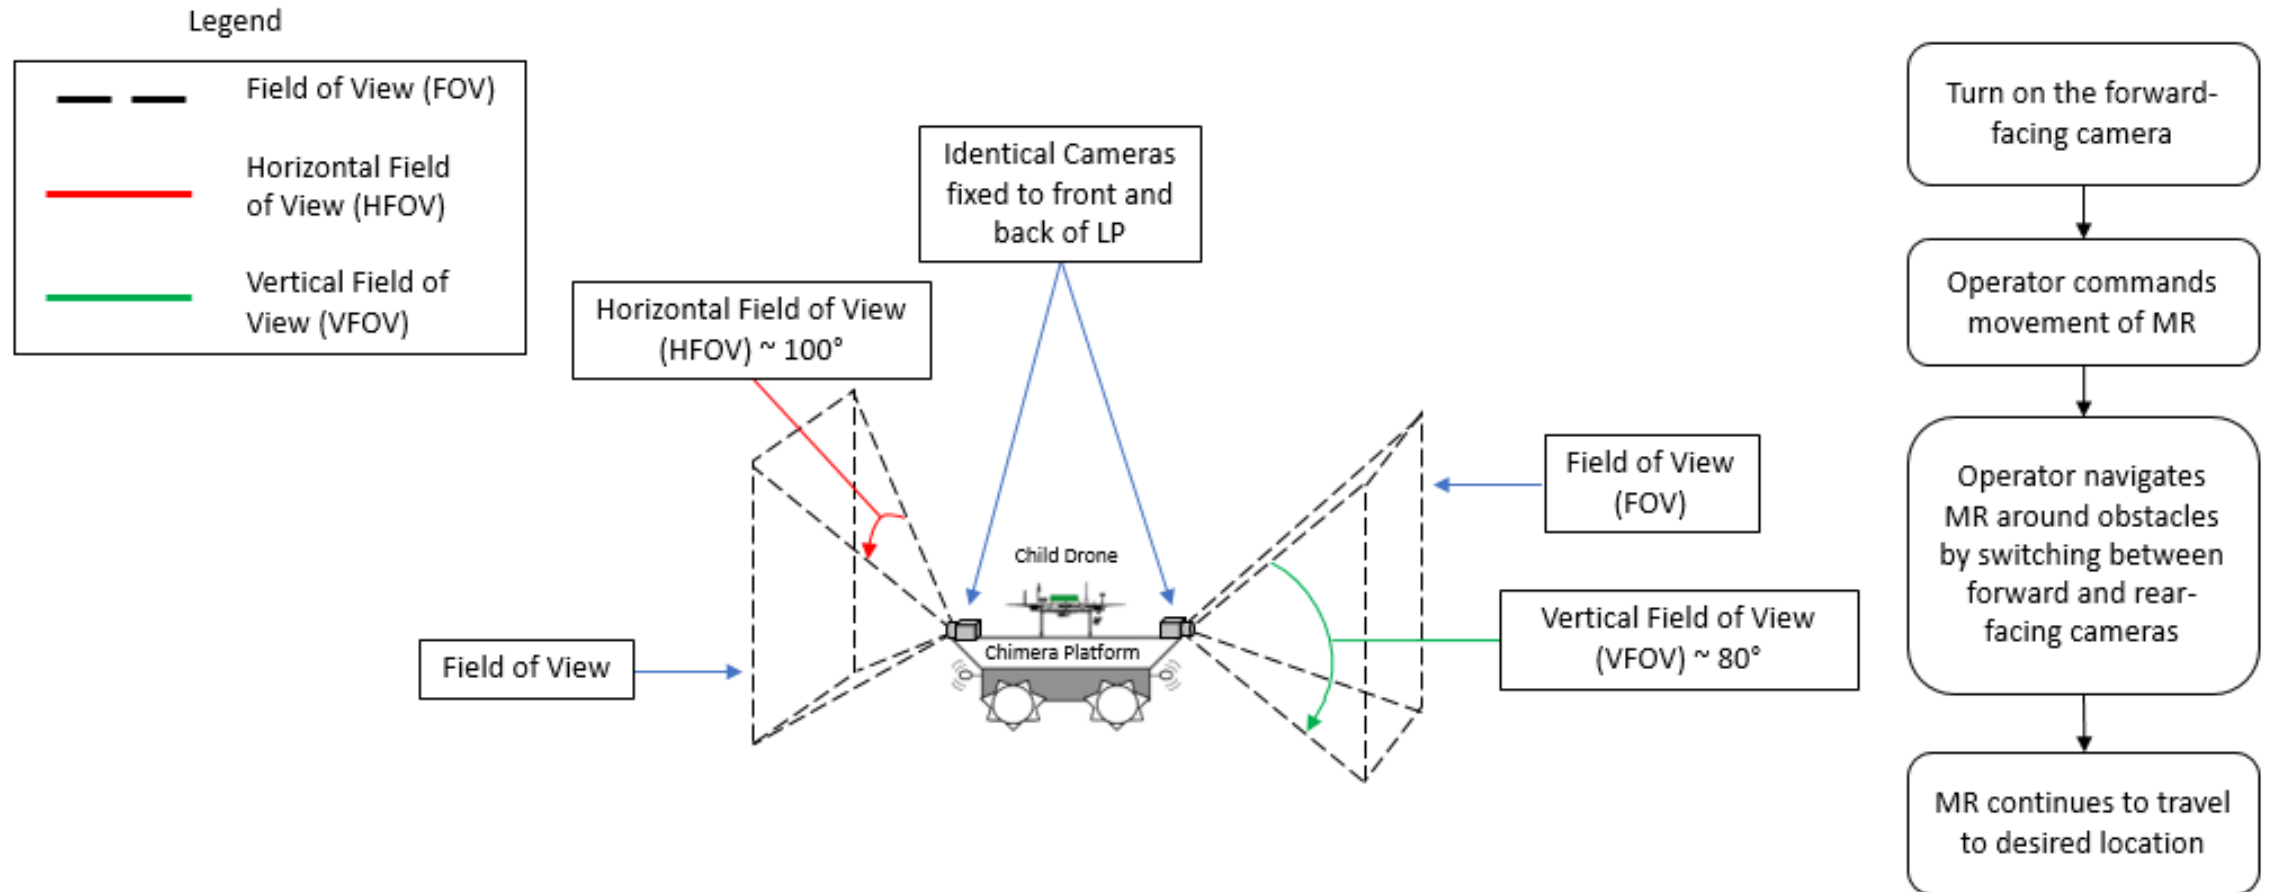 Legend
Field of View (FOV)
Horizontal Field
of View (HFOV)
Vertical Field of
View (VFOV)
Identical Cameras
fixed to front and
back of LP
Horizontal Field of View
(HFOV) ~ 100°
Field of View
(FOV)
Child Drone
Chimera Platform
Vertical Field of View
(VFOV) ~ 80°
Field of View
Turn on the forward-
facing camera
Operator commands
movement of MR
Operator navigates
MR around obstacles
by switching between
forward and rear-
facing cameras
MR continues to travel
to desired location